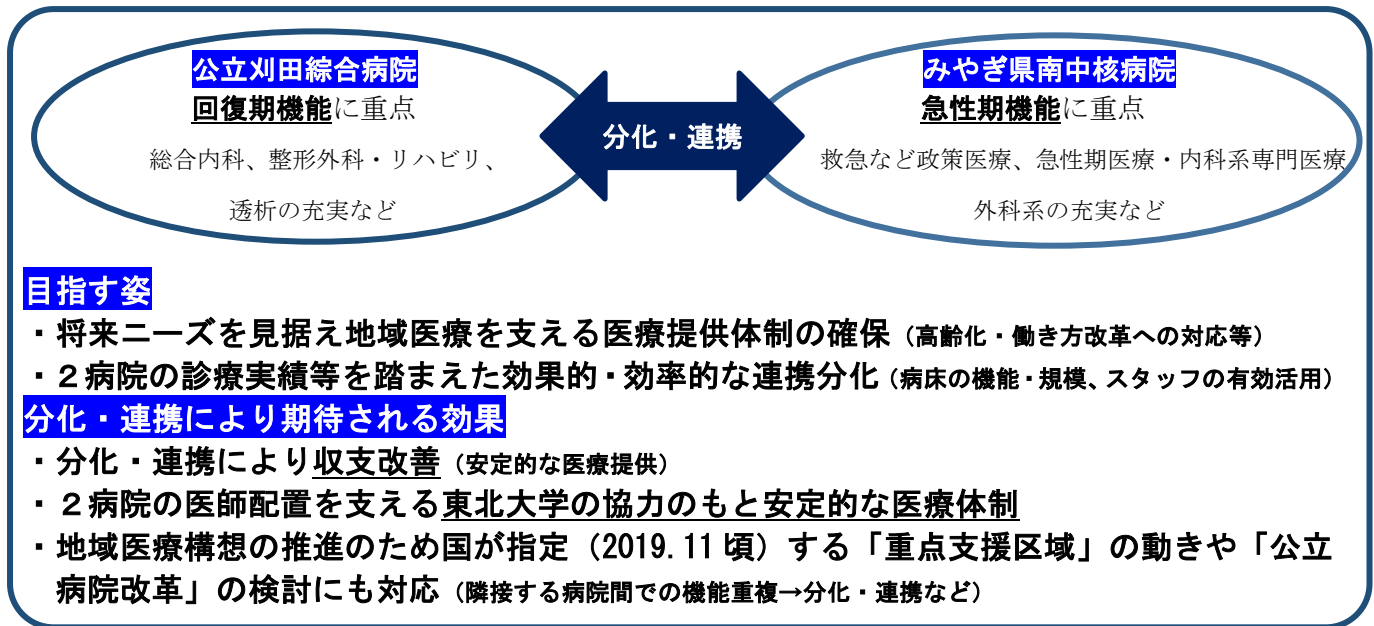 公立刈田綜合病院
回復期機能に重点
総合内科、整形外科・リハビリ、
透析の充実など
分化・連携
みやぎ県南中核病院
急性期機能に重点
救急など政策医療、急性期医療・内科系専門医療
外科系の充実など
目指す姿
・将来ニーズを見据え地域医療を支える医療提供体制の確保（高齢化・働き方改革への対応等）
・２病院の診療実績等を踏まえた効果的・効率的な連携分化（病床の機能・規模、スタッフの有効活用）
分化・連携により期待される効果
・分化・連携により収支改善（安定的な医療提供）
・２病院の医師配置を支える東北大学の協力のもと安定的な医療体制
・地域医療構想の推進のため国が指定（2019.11頃）する「重点支援区域」の動きや「公立
病院改革」の検討にも対応（隣接する病院間での機能重複→分化・連携など）